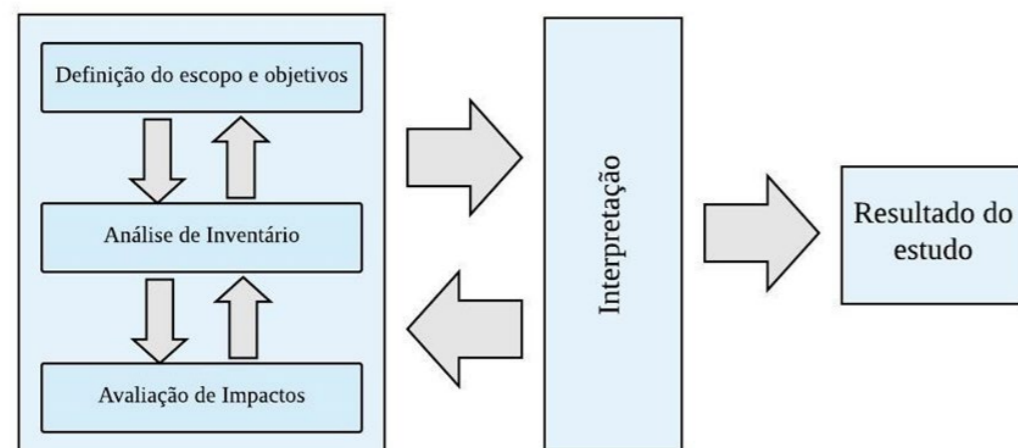 Definição do escopo e objetivos
Análise de Inventário
Avaliação de Impactos
Interpretação
Resultado do
estudo